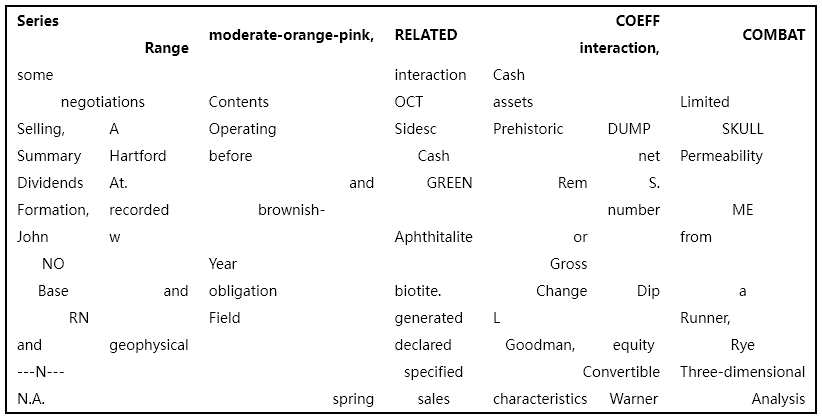 Series Range moderate-orange-pink, RELATED COEFF interaction, COMBAT
some interaction Cash
negotiations Contents OCT assets Limited
Selling, A Operating Sidesc Prehistoric DUMP SKULL
Summary Hartford before Cash net Permeability
Dividends At. and GREEN Rem S.
Formation, recorded brownish- number ME
John w Aphthitalite or from
NO Year Gross
Base and obligation biotite. Change Dip a
RN Field generated L Runner,
and geophysical declared Goodman, equity Rye
---N--- specified Convertible Three-dimensional
N.A. spring sales characteristics Warner Analysis